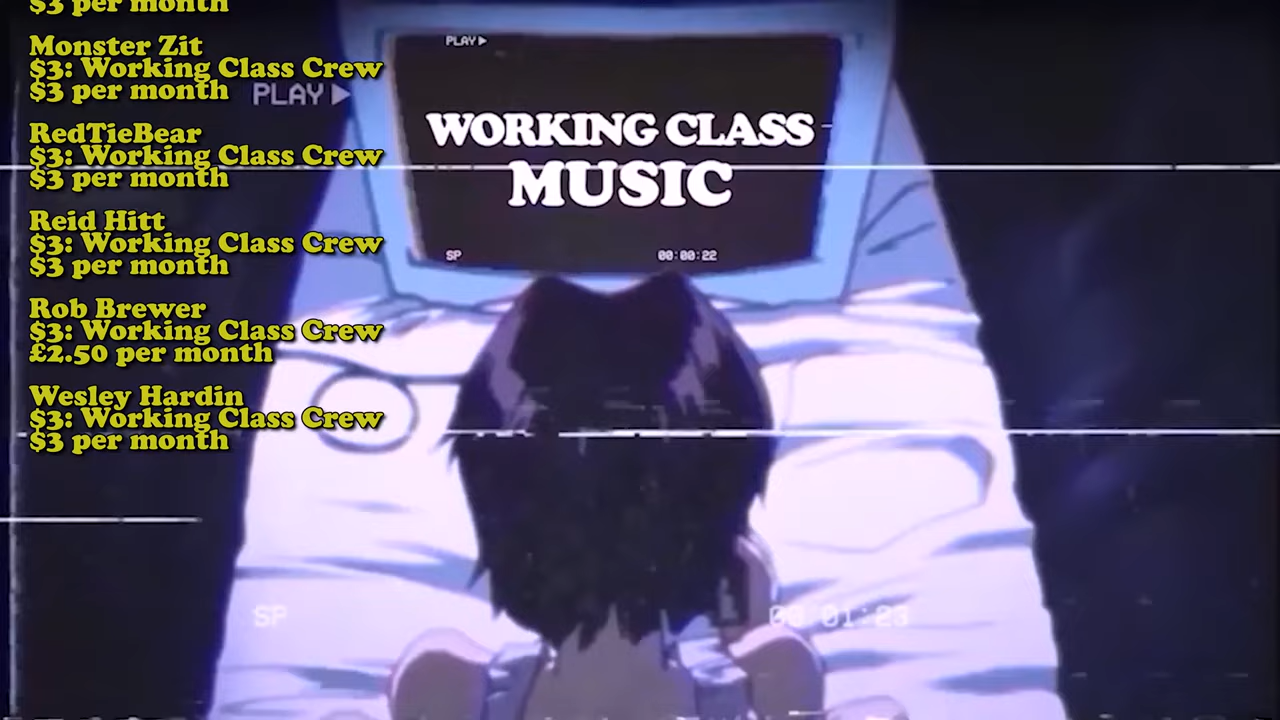 $3 per month
Monster Zit
$3: Working Class Crew
$3 per month
RedTieBear
$3: Working Class Crew
$3 per month
Reid Hitt
$3: Working Class Crew
$3 per month
Rob Brewer
$3: Working Class Crew
£2.50 per month
Wesley Hardin
$3: Working Class Crew
$3 per month
PLAY
PLAY
WORKING CLASS
MUSIC
SP
00:00:22
SP
00 01:23